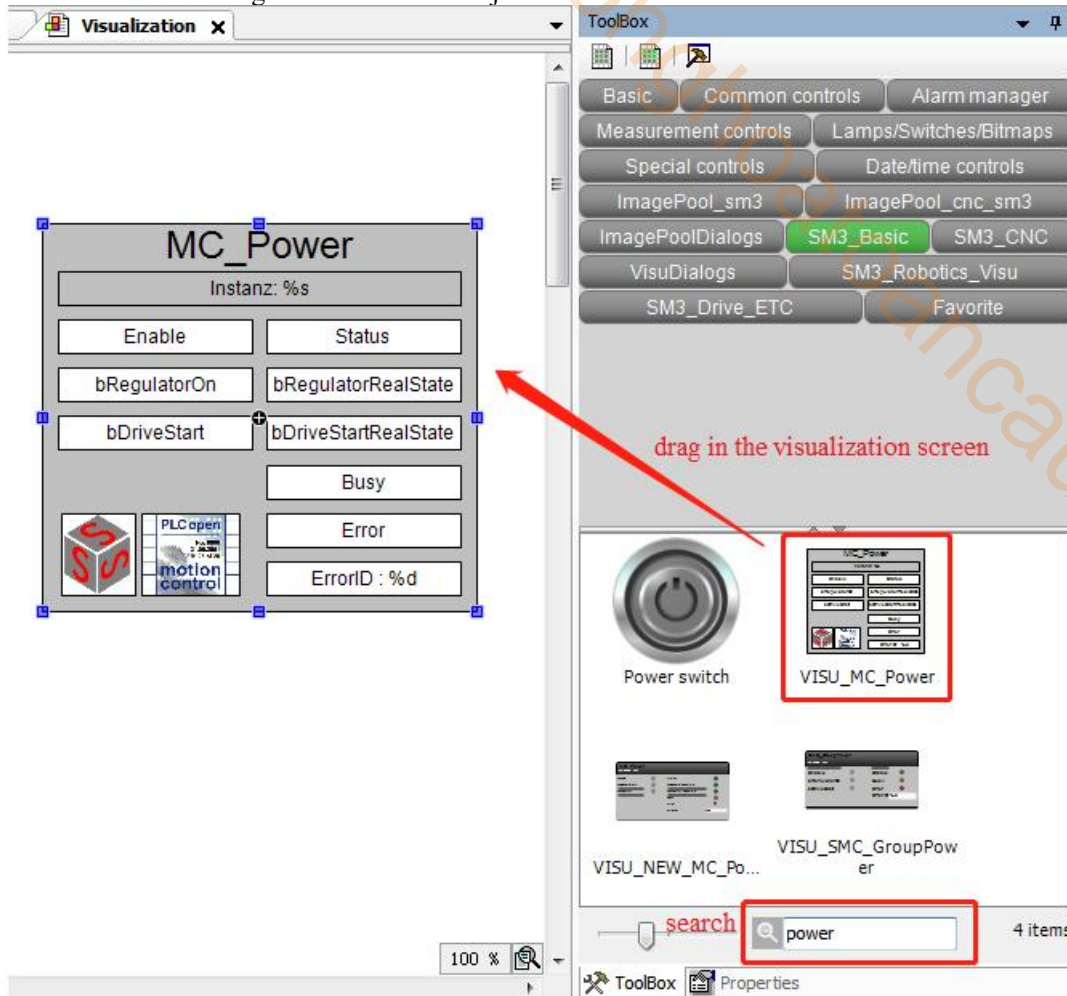 Visualization X
MC_Power
Instanz: %s
Enable Status
bRegulatorOn bRegulatorRealState
bDriveStart bDriveStartRealState
Busy
PLCopen
Error
motion
control
ErrorID : %d
100 %
ToolBox
Basic Common controls Alarm manager
Measurement controls Lamps/Switches/Bitmaps
Special controls Date/time controls
ImagePool_sm3 ImagePool_cnc_sm3
ImagePoolDialogs SM3_Basic SM3_CNC
VisuDialogs SM3_Robotics_Visu
SM3_Drive_ETC Favorite
drag in the visualization screen
MC_Power
Power switch VISU_MC_Power
VISU_NEW_MC_Po... VISU_SMC_GroupPow
er
search power 4 items
ToolBox Properties